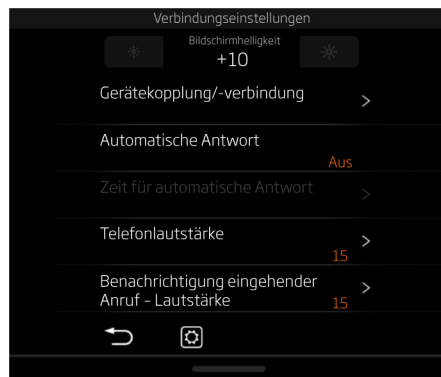 Verbindungseinstellungen
Bildschirmhelligkeit
+10
Gerätekopplung/-verbindung
Automatische Antwort
Aus
Zeit für automatische Antwort
Telefonlautstärke
15
Benachrichtigung eingehender
Anruf – Lautstärke
15